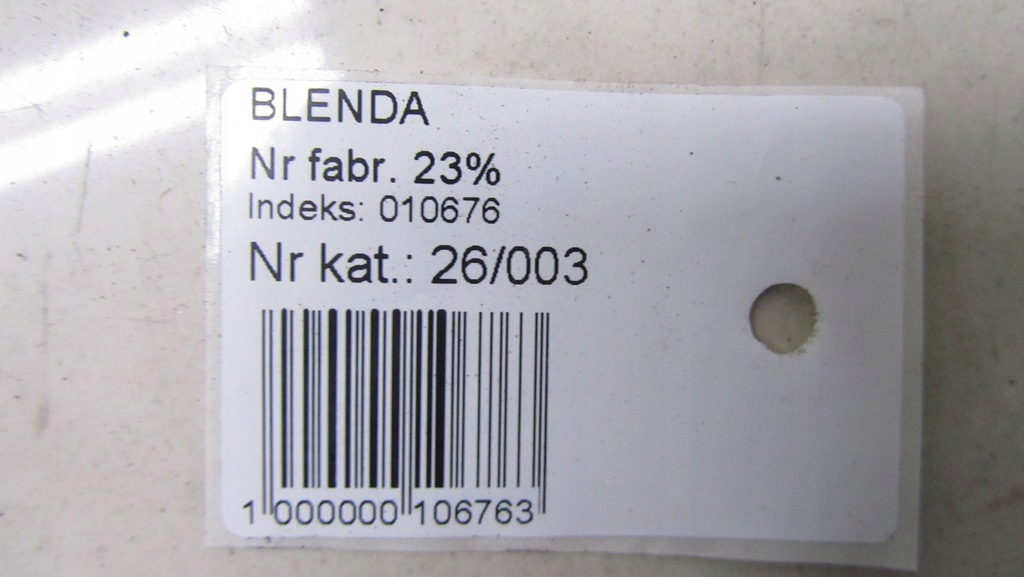 BLENDA
Nr fabr. 23%
Indeks: 010676
Nr kat.: 26/003
1 000000 106763